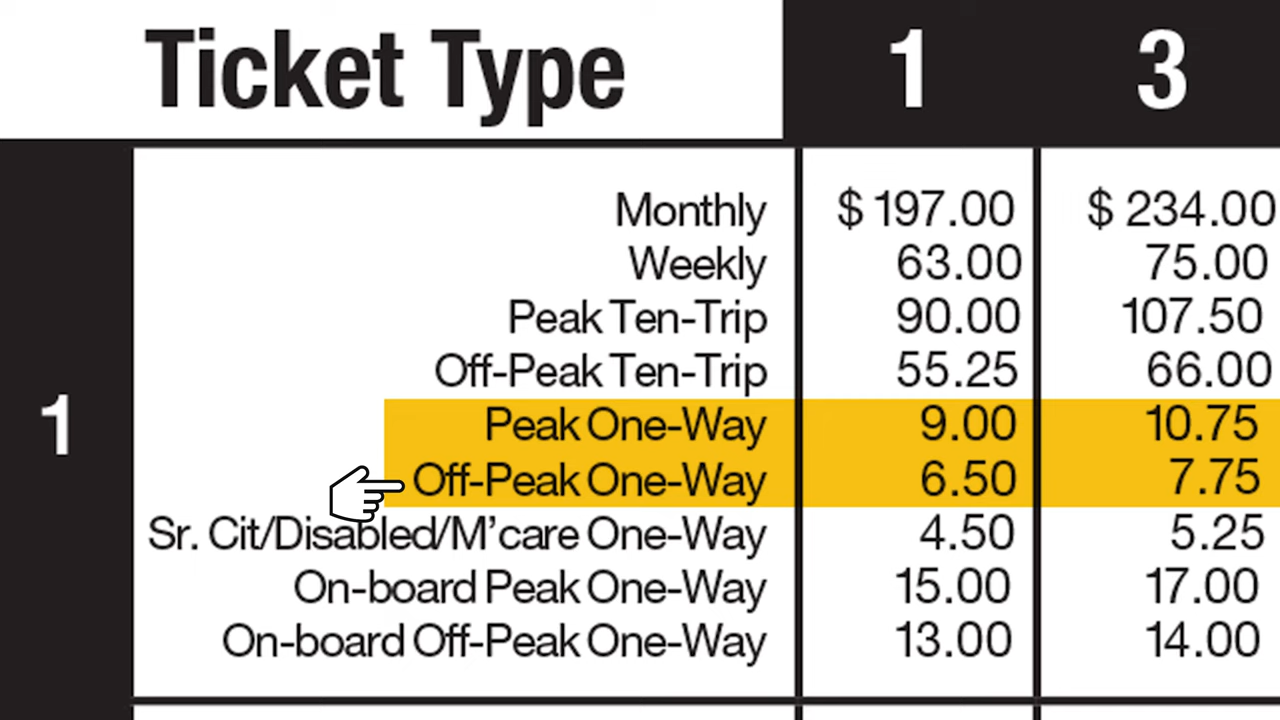 Ticket Type 1 3
1
Monthly $ 197.00 $ 234.00
Weekly 63.00 75.00
Peak Ten-Trip 90.00 107.50
Off-Peak Ten-Trip 55.25 66.00
Peak One-Way 9.00 10.75
Off-Peak One-Way 6.50 7.75
Sr. Cit/Disabled/M’care One-Way 4.50 5.25
On-board Peak One-Way 15.00 17.00
On-board Off-Peak One-Way 13.00 14.00